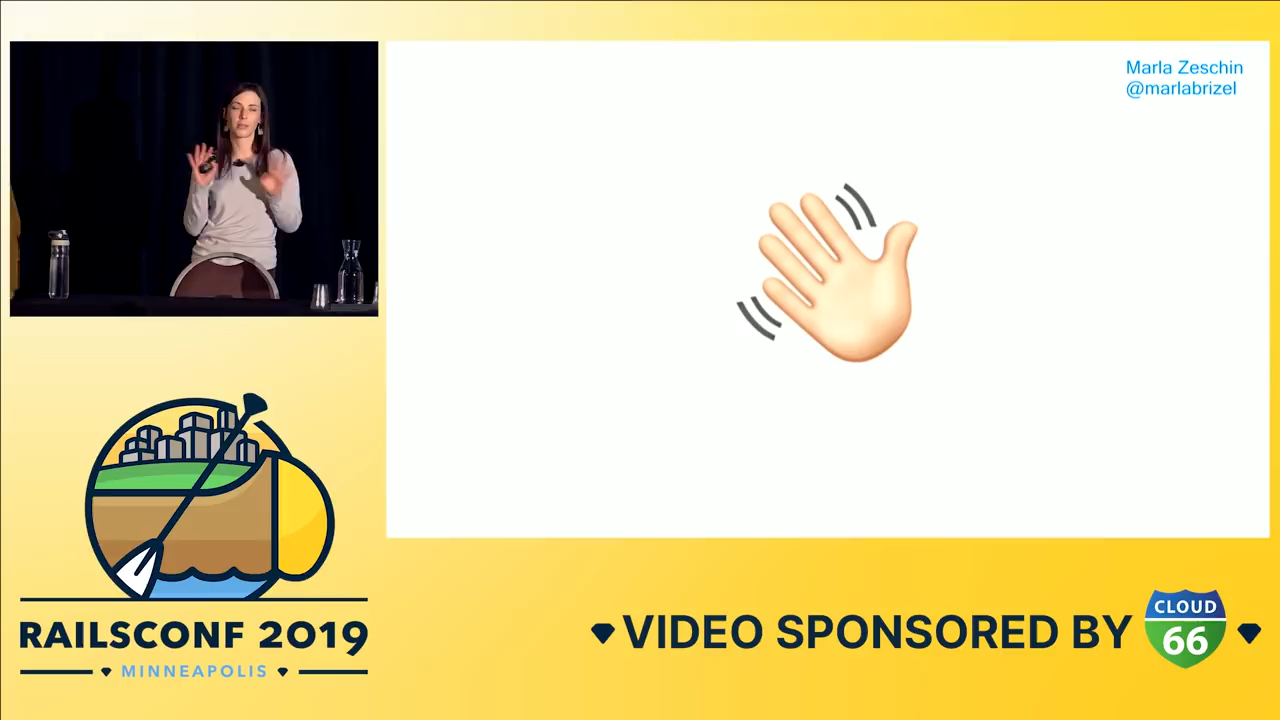 Marla Zeschin
@marlabrizel
RAILSCONF 2019
MINNEAPOLIS
VIDEO SPONSORED BY
CLOUD
66